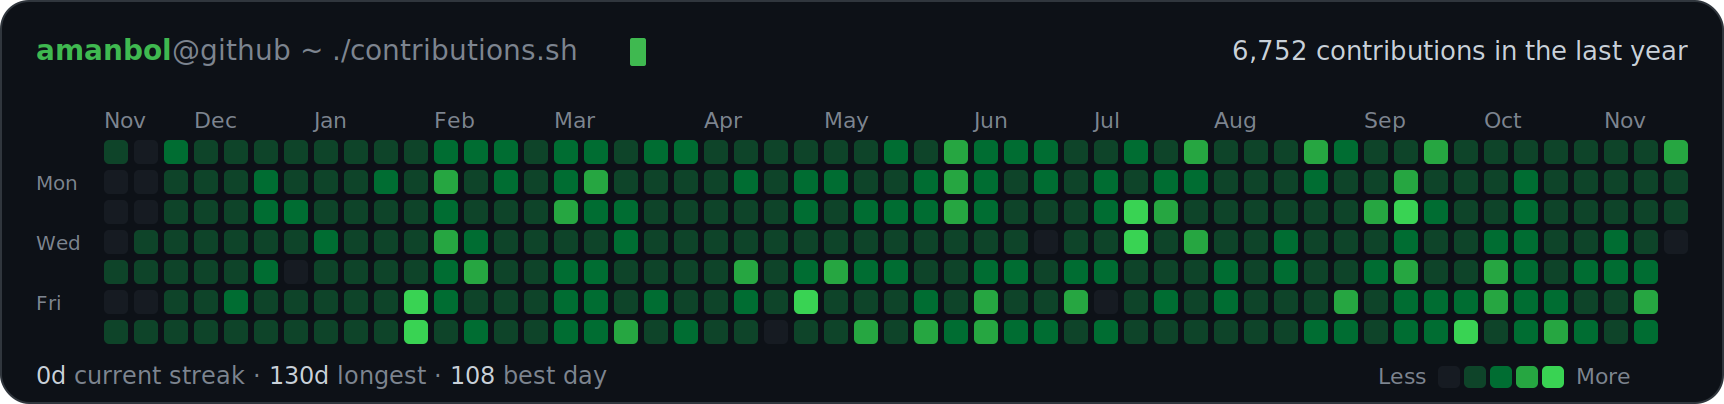 amanbol@github ~ ./contributions.sh
6,752 contributions in the last year
Nov Dec Jan Feb Mar Apr May Jun Jul Aug Sep Oct Nov
Mon
Wed
Fri
0d current streak · 130d longest · 108 best day
Less More